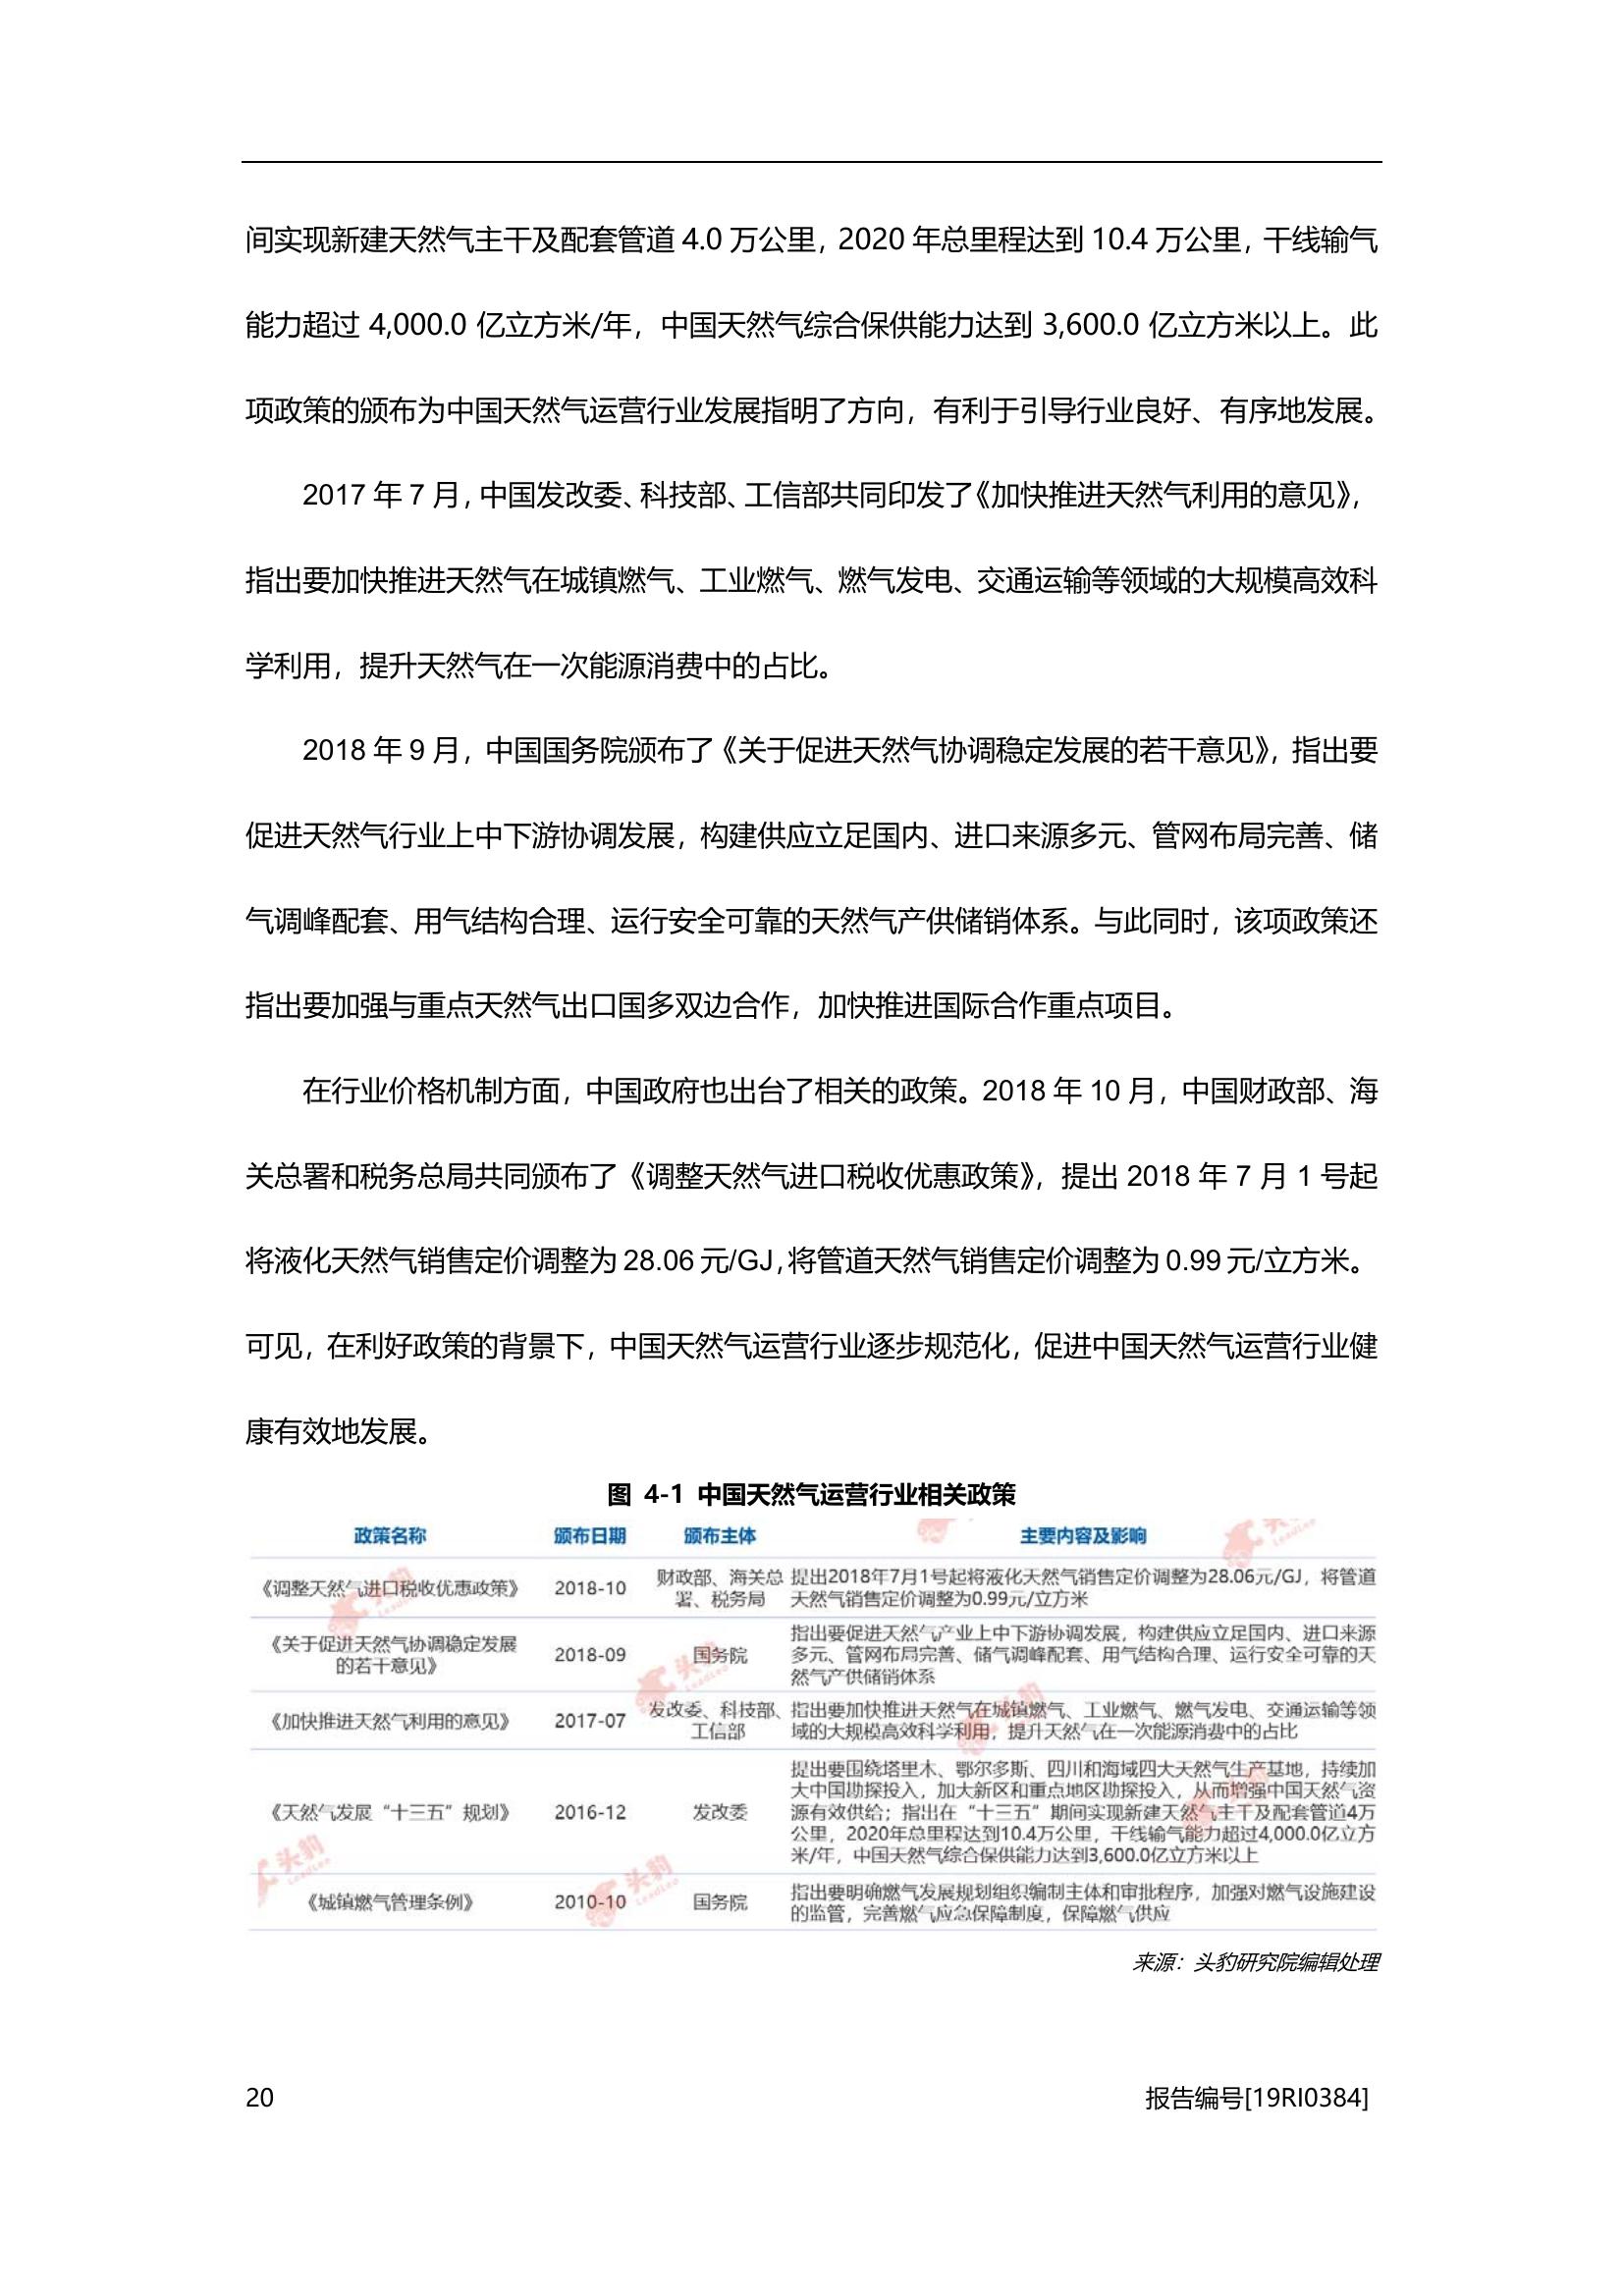 间实现新建天然气主干及配套管道 4.0 万公里，2020 年总里程达到 10.4 万公里，干线输气
能力超过 4,000.0 亿立方米/年，中国天然气综合保供能力达到 3,600.0 亿立方米以上。此
项政策的颁布为中国天然气运营行业发展指明了方向，有利于引导行业良好、有序地发展。
2017 年 7 月，中国发改委、科技部、工信部共同印发了《加快推进天然气利用的意见》，
指出要加快推进天然气在城镇燃气、工业燃气、燃气发电、交通运输等领域的大规模高效科
学利用，提升天然气在一次能源消费中的占比。
2018 年 9 月，中国国务院颁布了《关于促进天然气协调稳定发展的若干意见》，指出要
促进天然气行业上中下游协调发展，构建供应立足国内、进口来源多元、管网布局完善、储
气调峰配套、用气结构合理、运行安全可靠的天然气产供储销体系。与此同时，该项政策还
指出要加强与重点天然气出口国多双边合作，加快推进国际合作重点项目。
在行业价格机制方面，中国政府也出台了相关的政策。2018 年 10 月，中国财政部、海
关总署和税务总局共同颁布了《调整天然气进口税收优惠政策》，提出 2018 年 7 月 1 号起
将液化天然气销售定价调整为 28.06 元/GJ，将管道天然气销售定价调整为 0.99 元/立方米。
可见，在利好政策的背景下，中国天然气运营行业逐步规范化，促进中国天然气运营行业健
康有效地发展。
图 4-1 中国天然气运营行业相关政策
政策名称 颁布日期 颁布主体 主要内容及影响
《调整天然气进口税收优惠政策》 2018-10 财政部、海关总署、税务局 提出2018年7月1号起将液化天然气销售定价调整为28.06元/GJ，将管道
天然气销售定价调整为0.99元/立方米
《关于促进天然气协调稳定发展
的若干意见》 2018-09 国务院 指出要促进天然气产业上中下游协调发展，构建供应立足国内、进口来源
多元、管网布局完善、储气调峰配套、用气结构合理、运行安全可靠的天
然气产供储销体系
《加快推进天然气利用的意见》 2017-07 发改委、科技部、工信部 指出要加快推进天然气在城镇燃气、工业燃气、燃气发电、交通运输等领
域的大规模高效科学利用，提升天然气在一次能源消费中的占比
《天然气发展“十三五”规划》 2016-12 发改委 提出要围绕塔里木、鄂尔多斯、四川和海域四大天然气生产基地，持续加
大中国勘探投入，加大新区和重点地区勘探投入，从而增强中国天然气资
源有效供给；指出在“十三五”期间实现新建天然气主干及配套管道4万
公里，2020年总里程达到10.4万公里，干线输气能力超过4,000.0亿立方
米/年，中国天然气综合保供能力达到3,600.0亿立方米以上
《城镇燃气管理条例》 2010-10 国务院 指出要明确燃气发展规划组织编制主体和审批程序，加强对燃气设施建设
的监管，完善燃气应急保障制度，保障燃气供应
来源：头豹研究院编辑处理
20 报告编号[19RI0384]